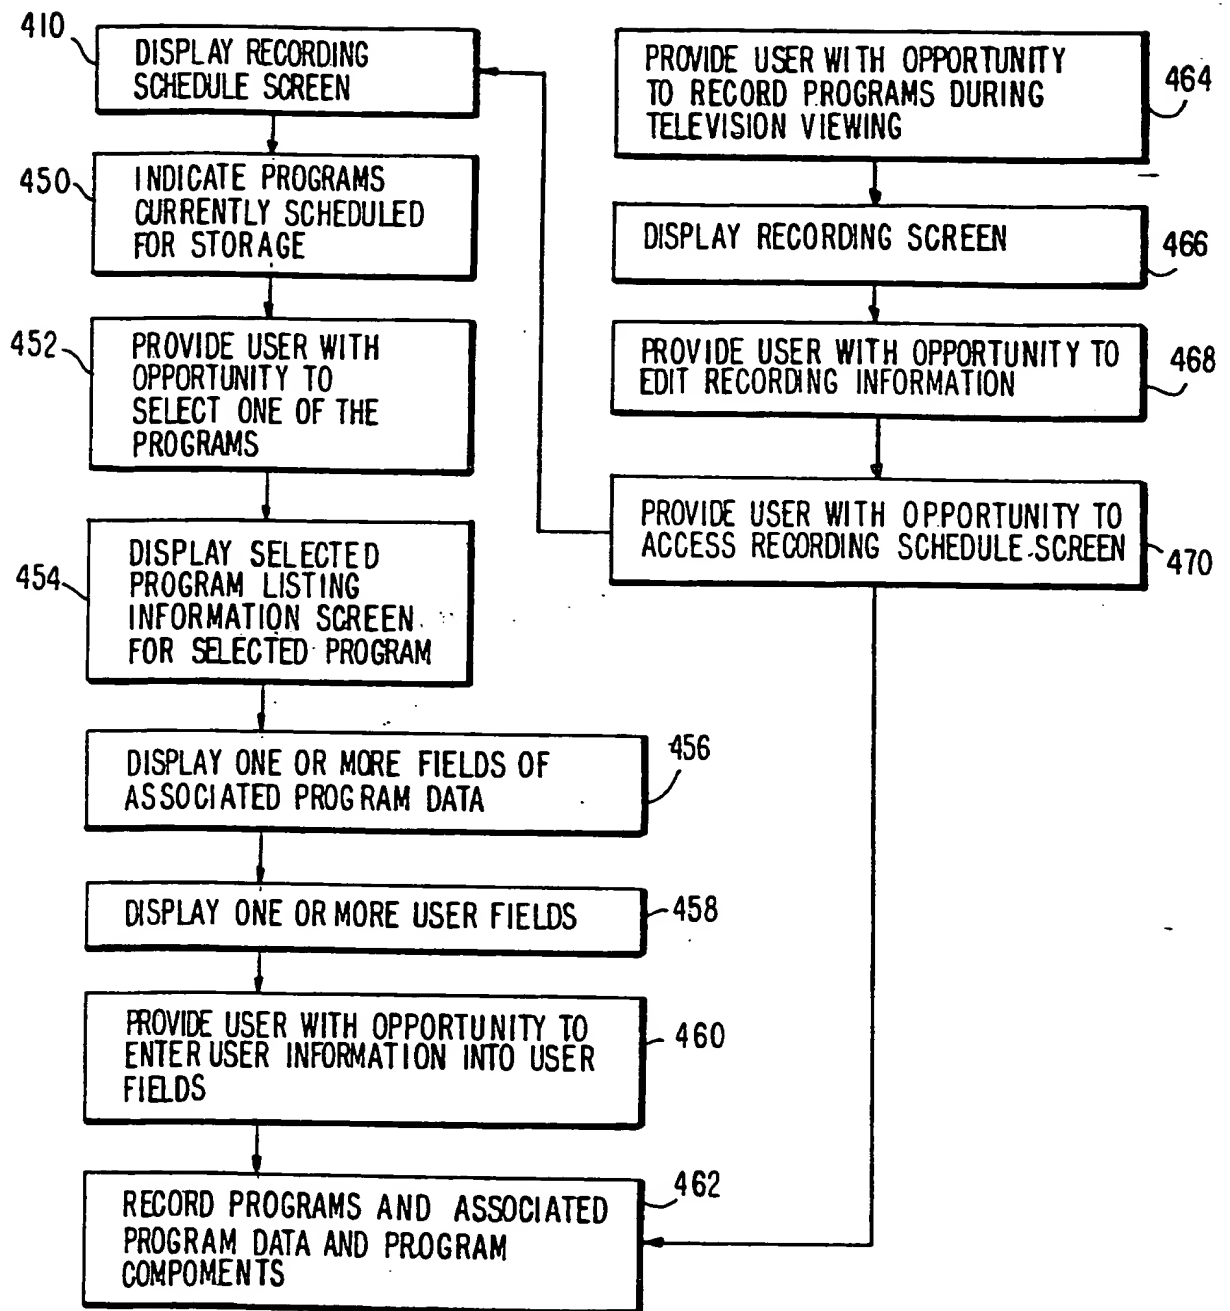 410
DISPLAY RECORDING
SCHEDULE SCREEN
450
INDICATE PROGRAMS
CURRENTLY SCHEDULED
FOR STORAGE
452
PROVIDE USER WITH
OPPORTUNITY TO
SELECT ONE OF THE
PROGRAMS
454
DISPLAY SELECTED
PROGRAM LISTING
INFORMATION SCREEN
FOR SELECTED PROGRAM
DISPLAY ONE OR MORE FIELDS OF
ASSOCIATED PROGRAM DATA
456
DISPLAY ONE OR MORE USER FIELDS
458
PROVIDE USER WITH OPPORTUNITY TO
ENTER USER INFORMATION INTO USER
FIELDS
460
RECORD PROGRAMS AND ASSOCIATED
PROGRAM DATA AND PROGRAM
COMPOMENTS
462
PROVIDE USER WITH OPPORTUNITY
TO RECORD PROGRAMS DURING
TELEVISION VIEWING
464
DISPLAY RECORDING SCREEN
466
PROVIDE USER WITH OPPORTUNITY TO
EDIT RECORDING INFORMATION
468
PROVIDE USER WITH OPPORTUNITY TO
ACCESS RECORDING SCHEDULE SCREEN
470